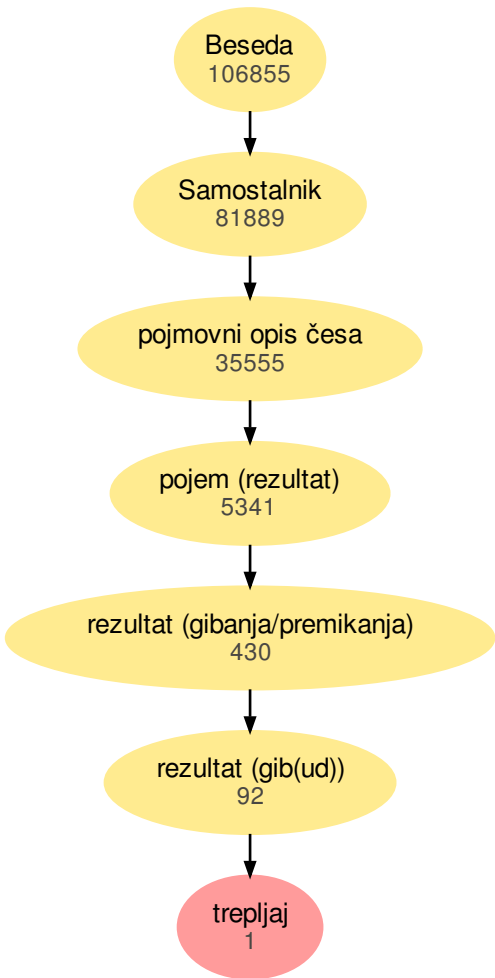 Beseda
106855
Samostalnik
81889
pojmovni opis česa
35555
pojem (rezultat)
5341
rezultat (gibanja/premikanja)
430
rezultat (gib(ud))
92
trepljaj
1